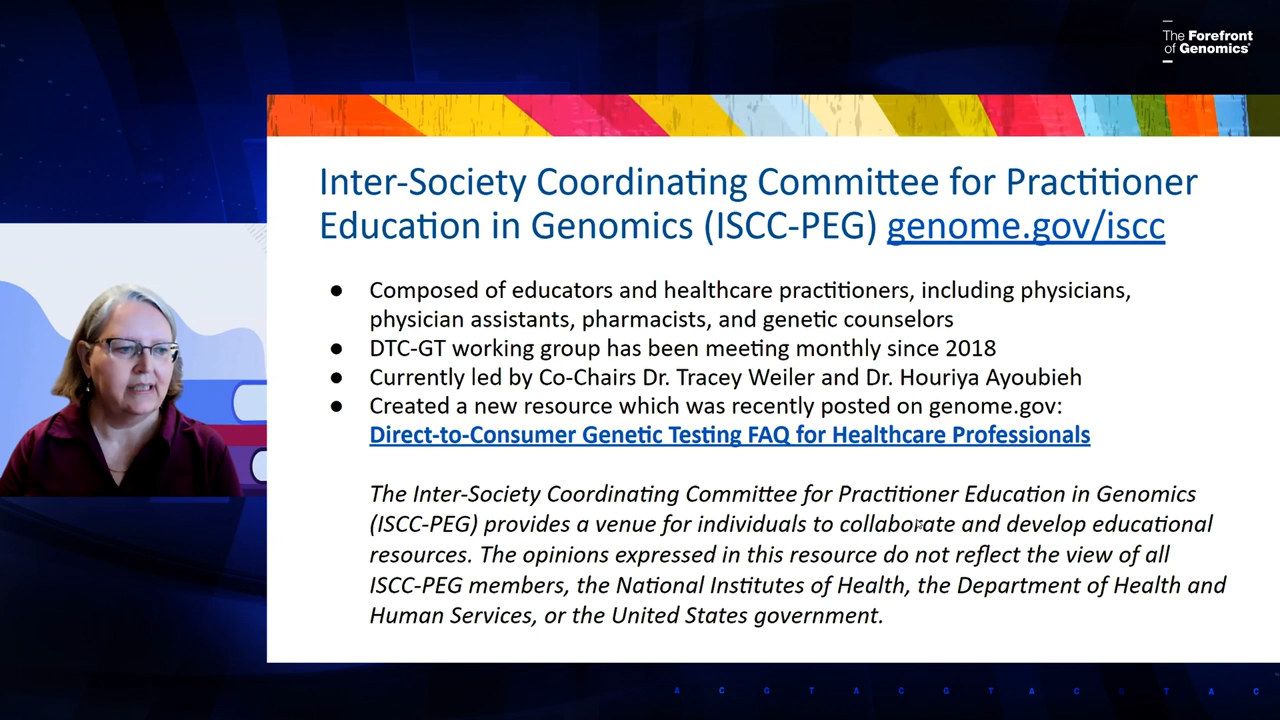 The Forefront
of Genomics®
Inter-Society Coordinating Committee for Practitioner
Education in Genomics (ISCC-PEG) genome.gov/iscc
● Composed of educators and healthcare practitioners, including physicians,
physician assistants, pharmacists, and genetic counselors
● DTC-GT working group has been meeting monthly since 2018
● Currently led by Co-Chairs Dr. Tracey Weiler and Dr. Houriya Ayoubieh
● Created a new resource which was recently posted on genome.gov:
Direct-to-Consumer Genetic Testing FAQ for Healthcare Professionals
The Inter-Society Coordinating Committee for Practitioner Education in Genomics
(ISCC-PEG) provides a venue for individuals to collaborate and develop educational
resources. The opinions expressed in this resource do not reflect the view of all
ISCC-PEG members, the National Institutes of Health, the Department of Health and
Human Services, or the United States government.
A C G T A C G T A C G T A C